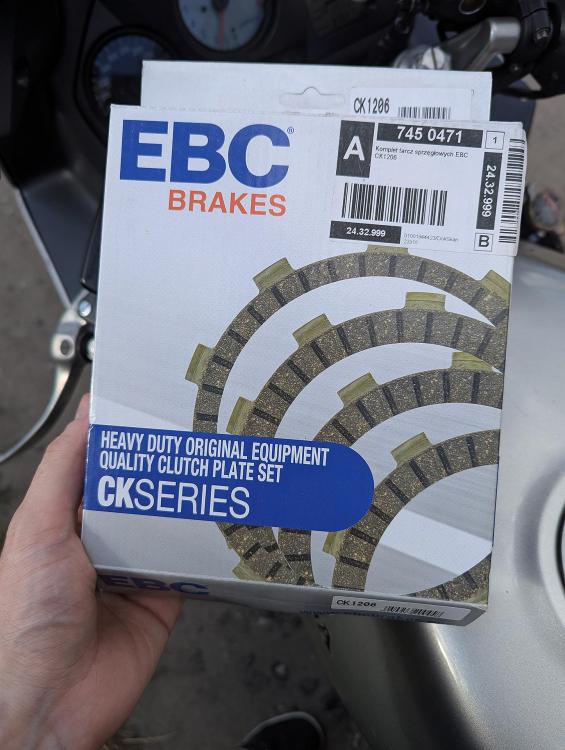 CK1206
EBC®
BRAKES
A
745 0471
1
Komplet tarcz sprzęgłowych EBC
CK1206
24.32.999
24.32.999
B
HEAVY DUTY ORIGINAL EQUIPMENT
QUALITY CLUTCH PLATE SET
CKSERIES
EBC
CK1206